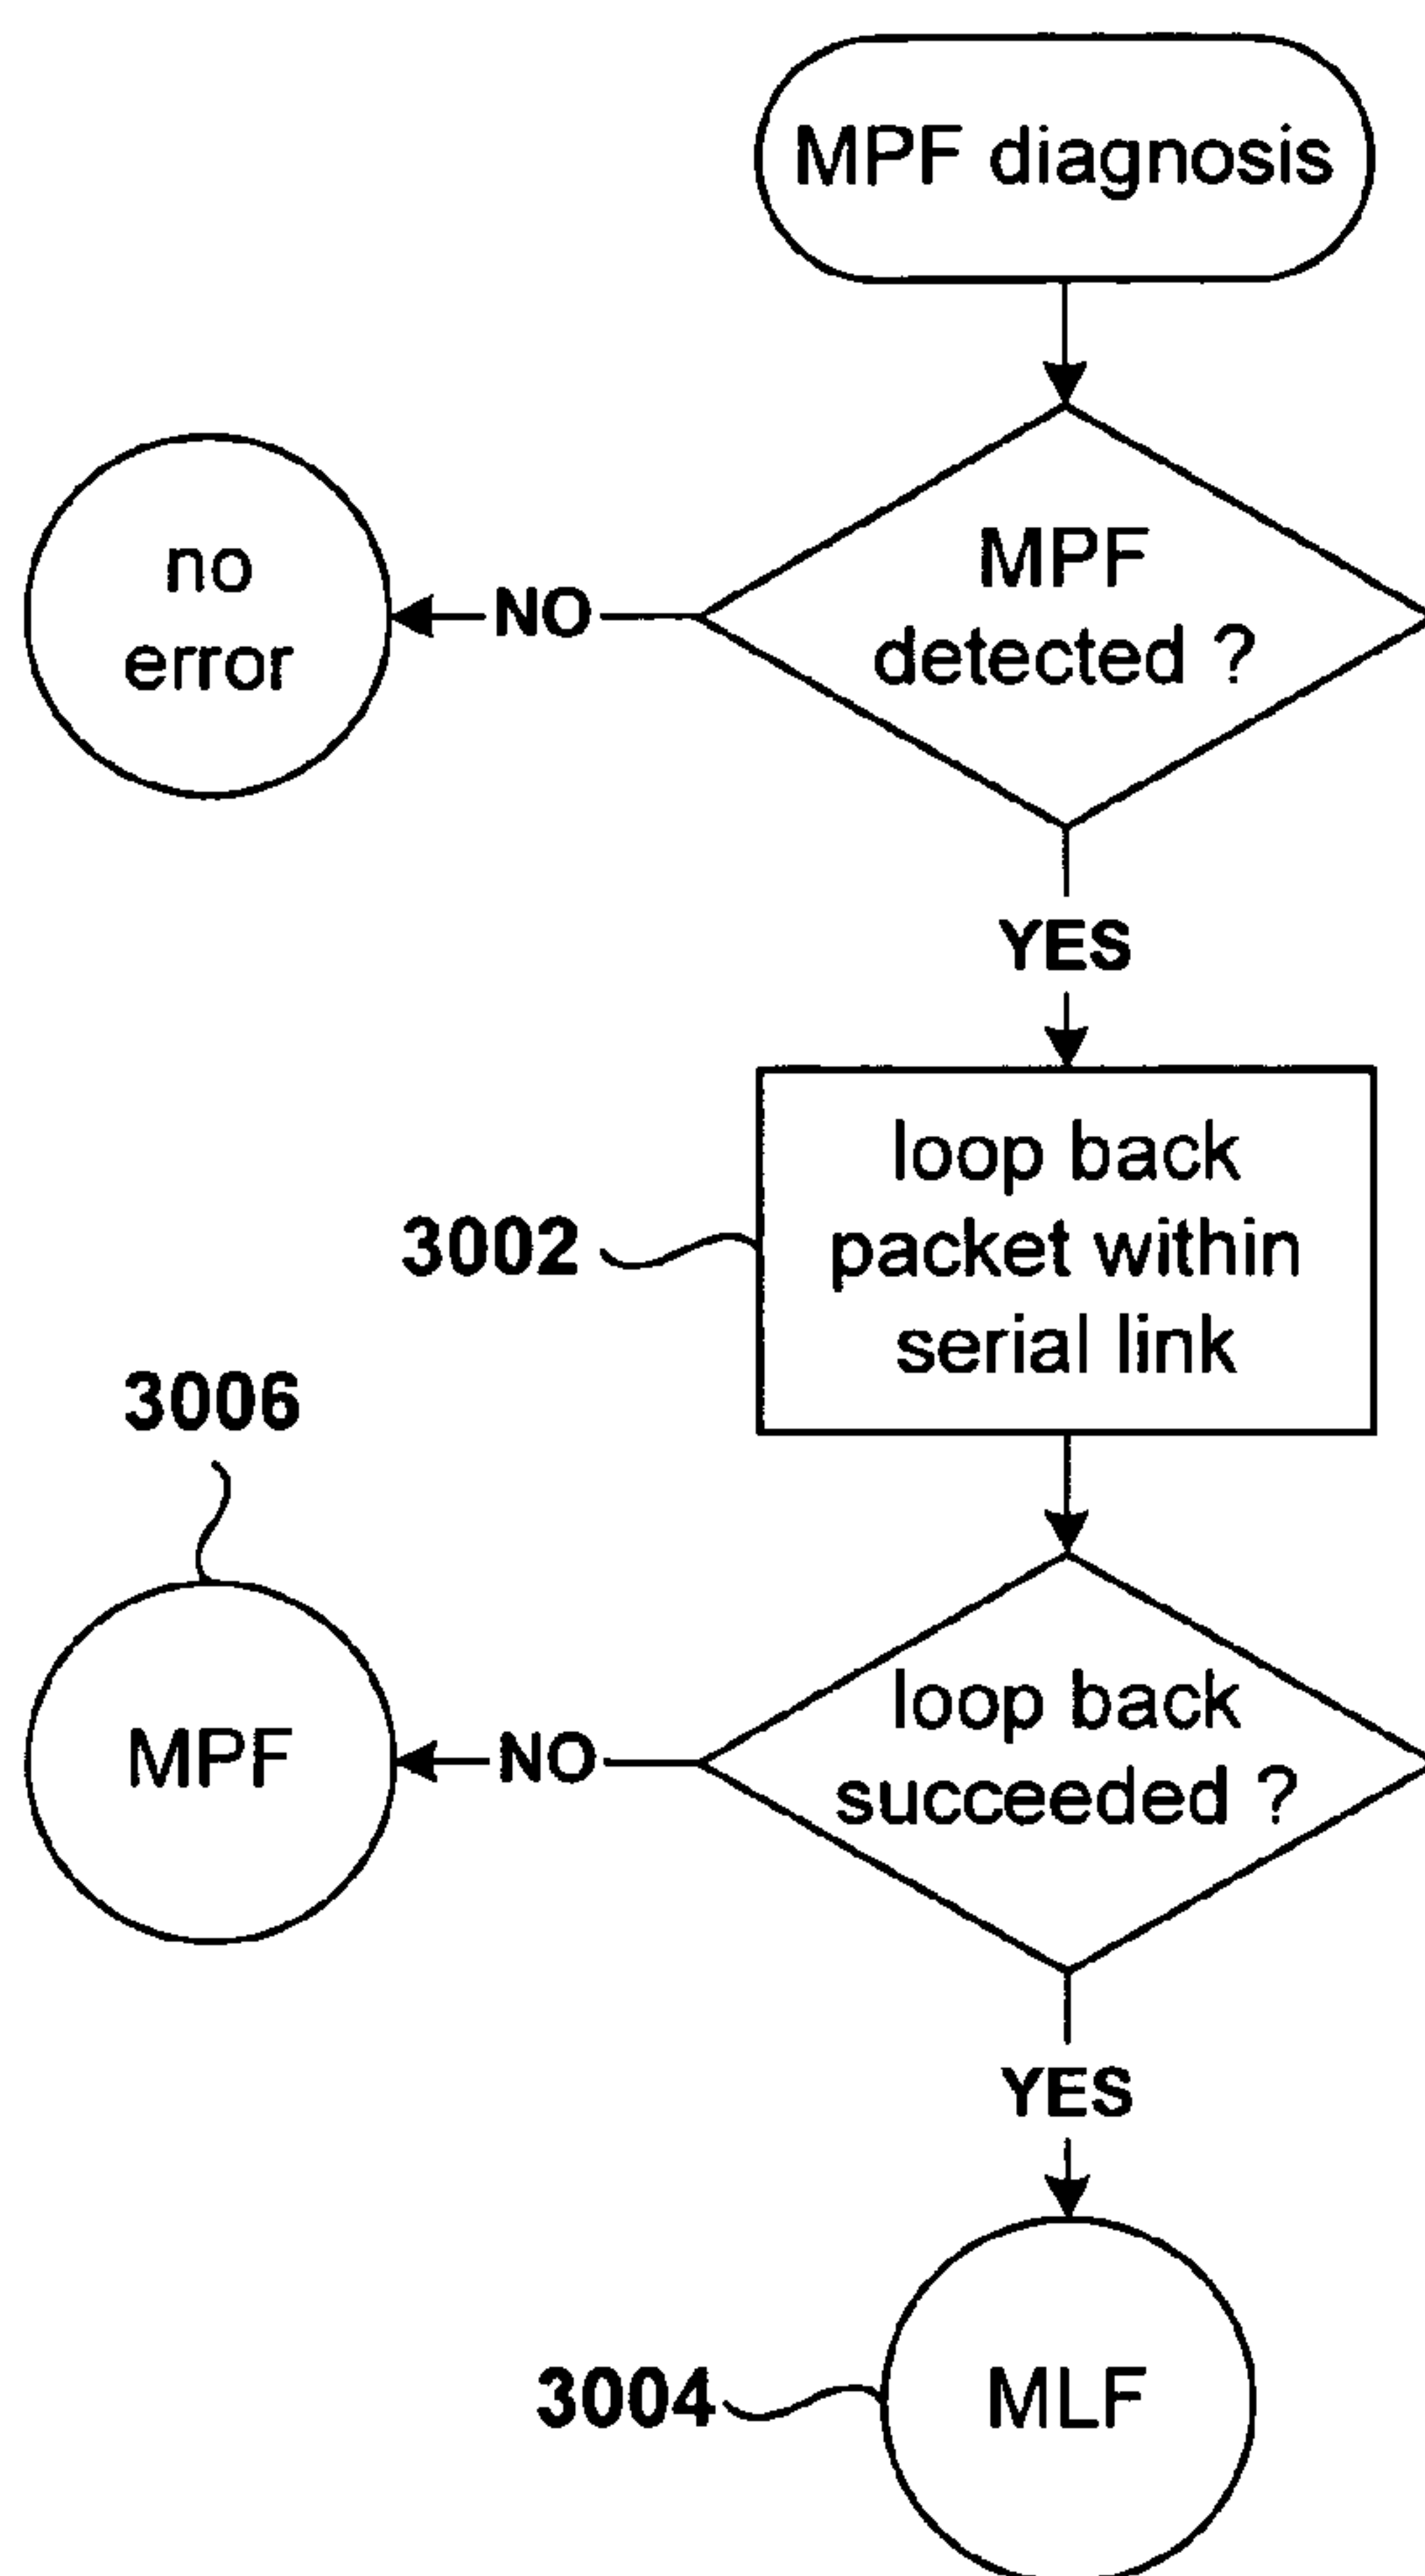 MPF diagnosis
MPF
detected ?
NO
no
error
YES
loop back
packet within
serial link
3002
loop back
succeeded ?
NO
3006
MPF
YES
3004
MLF